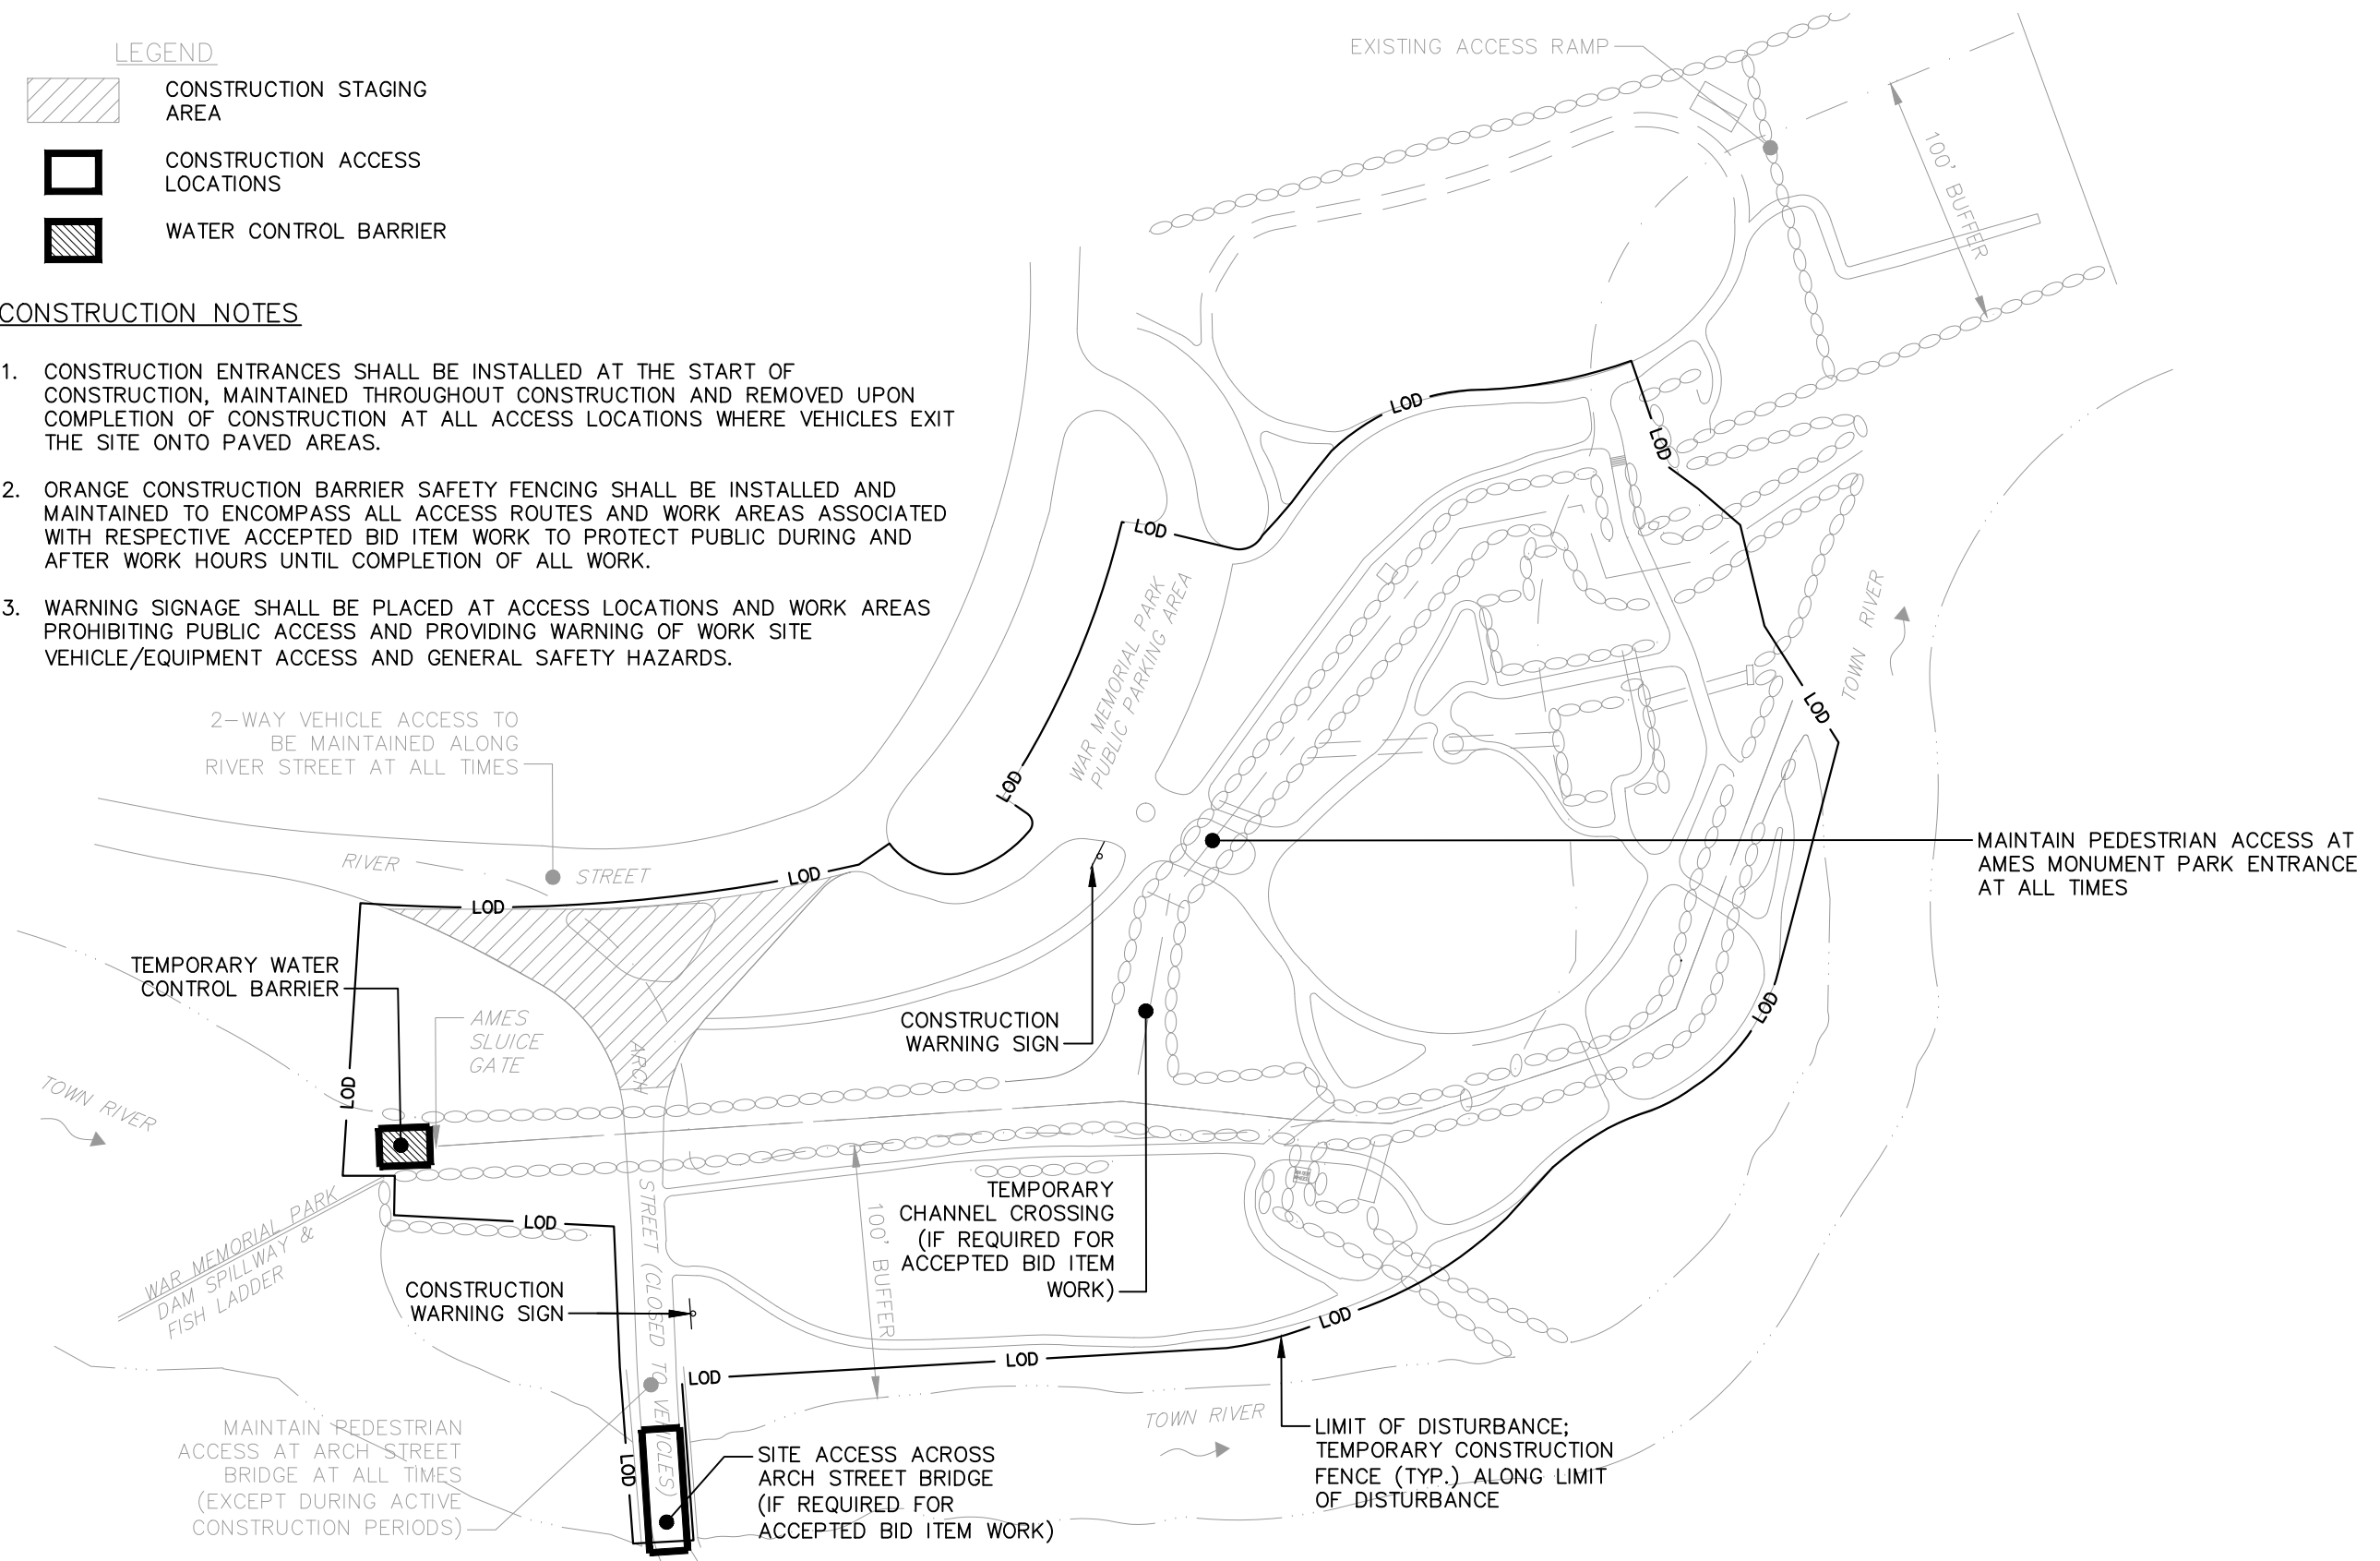 LEGEND
CONSTRUCTION STAGING
AREA
CONSTRUCTION ACCESS
LOCATIONS
WATER CONTROL BARRIER
CONSTRUCTION NOTES
1. CONSTRUCTION ENTRANCES SHALL BE INSTALLED AT THE START OF
CONSTRUCTION, MAINTAINED THROUGHOUT CONSTRUCTION AND REMOVED UPON
COMPLETION OF CONSTRUCTION AT ALL ACCESS LOCATIONS WHERE VEHICLES EXIT
THE SITE ONTO PAVED AREAS.
2. ORANGE CONSTRUCTION BARRIER SAFETY FENCING SHALL BE INSTALLED AND
MAINTAINED TO ENCOMPASS ALL ACCESS ROUTES AND WORK AREAS ASSOCIATED
WITH RESPECTIVE ACCEPTED BID ITEM WORK TO PROTECT PUBLIC DURING AND
AFTER WORK HOURS UNTIL COMPLETION OF ALL WORK.
3. WARNING SIGNAGE SHALL BE PLACED AT ACCESS LOCATIONS AND WORK AREAS
PROHIBITING PUBLIC ACCESS AND PROVIDING WARNING OF WORK SITE
VEHICLE/EQUIPMENT ACCESS AND GENERAL SAFETY HAZARDS.
EXISTING ACCESS RAMP
100' BUFFER
LOD
LOD
LOD
WAR MEMORIAL PARK
PUBLIC PARKING AREA
TOWN RIVER
LOD
LOD
2-WAY VEHICLE ACCESS TO
BE MAINTAINED ALONG
RIVER STREET AT ALL TIMES
RIVER STREET
LOD
LOD
MAINTAIN PEDESTRIAN ACCESS AT
AMES MONUMENT PARK ENTRANCE
AT ALL TIMES
TEMPORARY WATER
CONTROL BARRIER
AMES
SLUICE
GATE
CONSTRUCTION
WARNING SIGN
LOD
LOD
TOWN RIVER
ARCH STREET (CLOSED TO VEHICLES)
WAR MEMORIAL PARK
DAM SPILLWAY &
FISH LADDER
LOD
100' BUFFER
TEMPORARY
CHANNEL CROSSING
(IF REQUIRED FOR
ACCEPTED BID ITEM
WORK)
CONSTRUCTION
WARNING SIGN
LOD
LOD
LOD
LOD
MAINTAIN PEDESTRIAN
ACCESS AT ARCH STREET
BRIDGE AT ALL TIMES
(EXCEPT DURING ACTIVE
CONSTRUCTION PERIODS)
SITE ACCESS ACROSS
ARCH STREET BRIDGE
(IF REQUIRED FOR
ACCEPTED BID ITEM WORK)
TOWN RIVER
LIMIT OF DISTURBANCE;
TEMPORARY CONSTRUCTION
FENCE (TYP.) ALONG LIMIT
OF DISTURBANCE